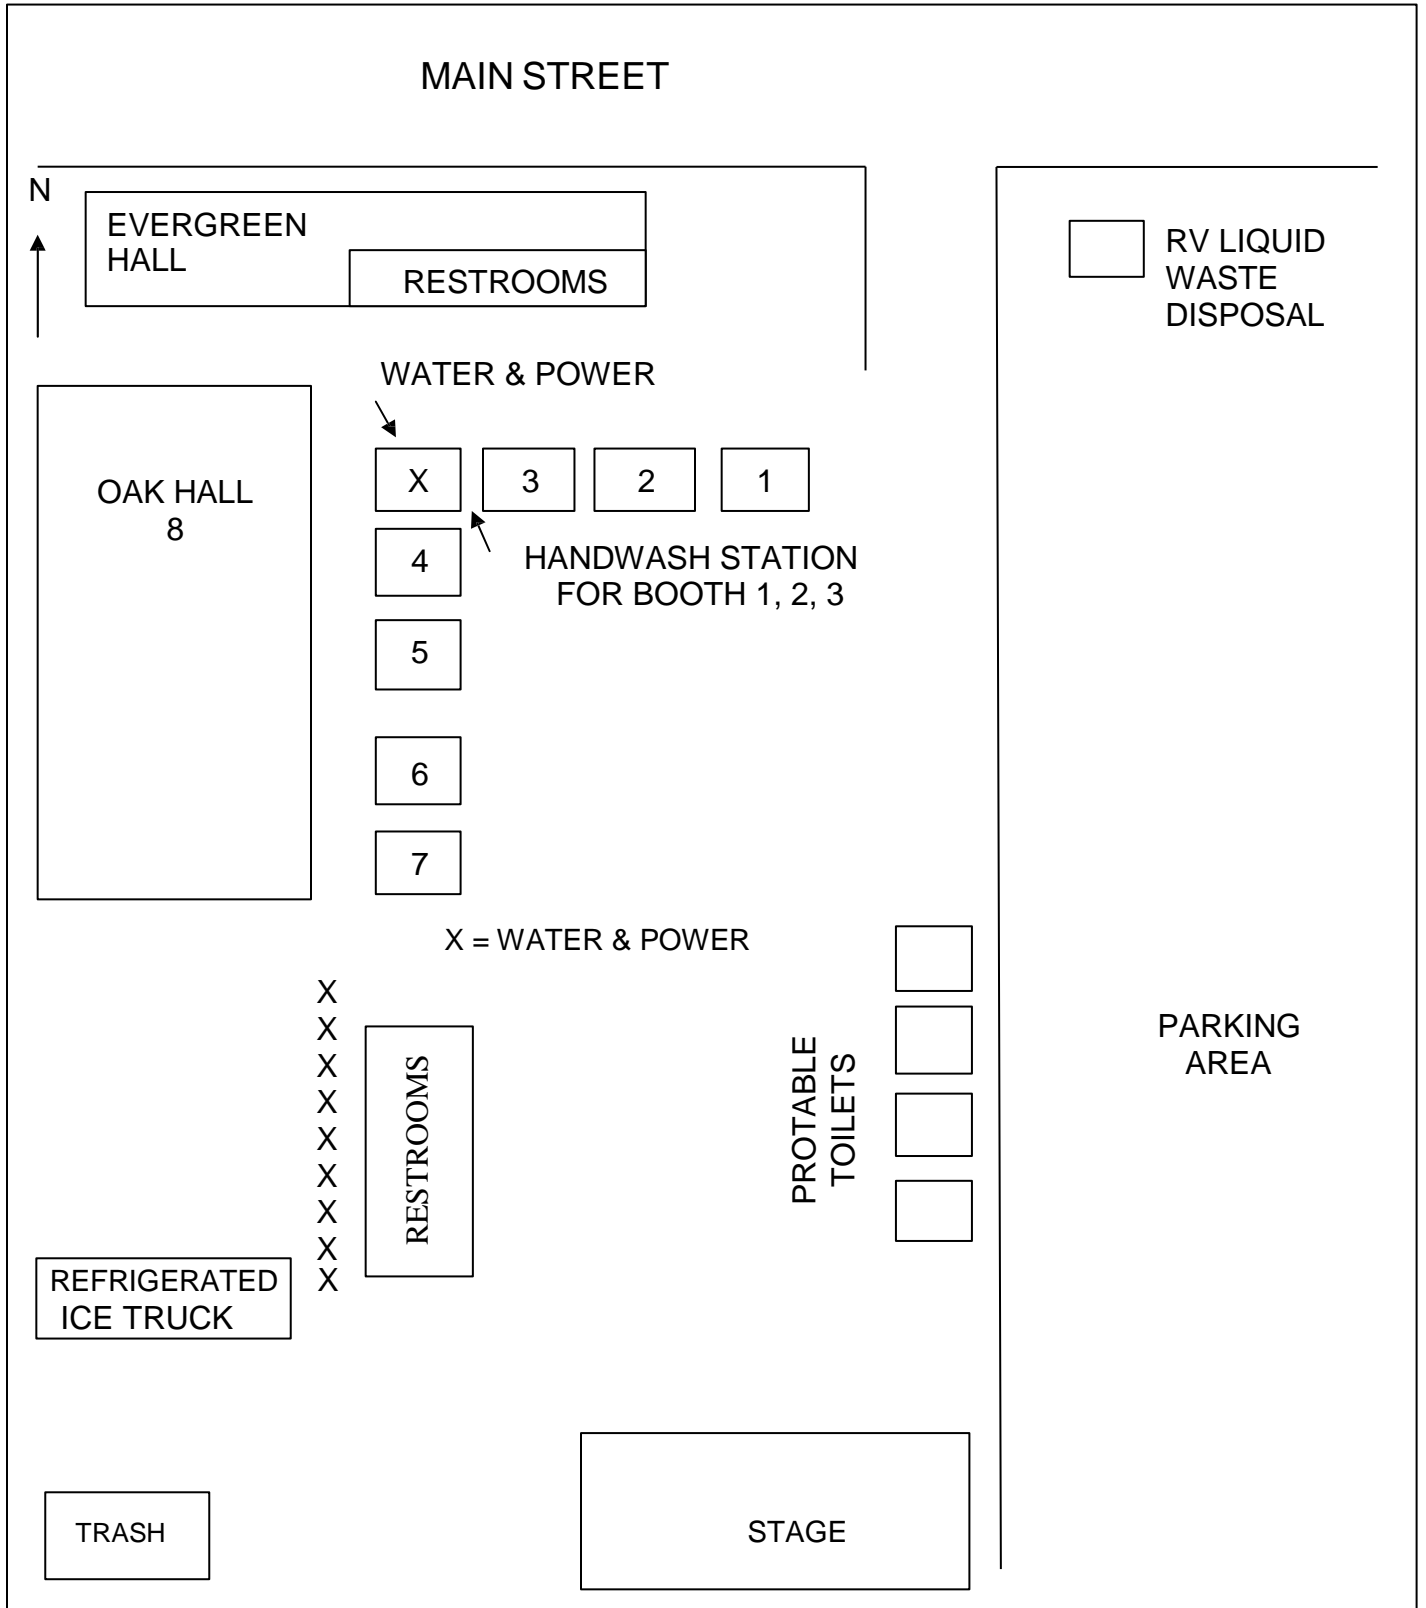 MAIN STREET
N
EVERGREEN
HALL
RESTROOMS
RV LIQUID
WASTE
DISPOSAL
WATER & POWER
OAK HALL
8
X
3
2
1
HANDWASH STATION
FOR BOOTH 1, 2, 3
4
5
6
7
X = WATER & POWER
X
X
X
X
X
X
X
X
X
RESTROOMS
PROTABLE
TOILETS
PARKING
AREA
REFRIGERATED
ICE TRUCK
TRASH
STAGE